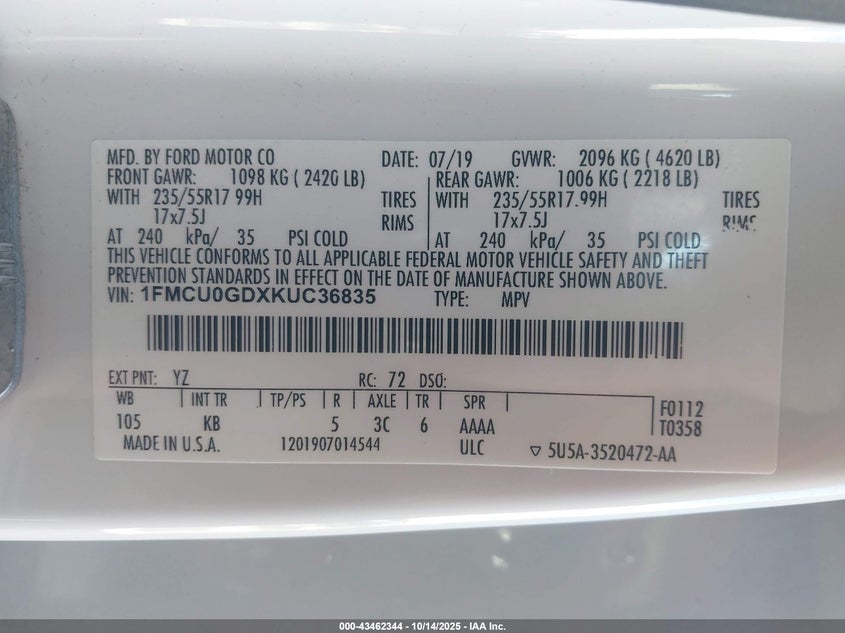 MFD. BY FORD MOTOR CO DATE: 07/19 GVWR: 2096 KG ( 4620 LB)
FRONT GAWR: 1098 KG ( 2420 LB) REAR GAWR: 1006 KG ( 2218 LB)
WITH 235/55R17 99H TIRES WITH 235/55R17 99H TIRES
17x7.5J RIMS 17x7.5J RIMS
AT 240 kPa/ 35 PSI COLD AT 240 kPa/ 35 PSI COLD
THIS VEHICLE CONFORMS TO ALL APPLICABLE FEDERAL MOTOR VEHICLE SAFETY AND THEFT
PREVENTION STANDARDS IN EFFECT ON THE DATE OF MANUFACTURE SHOWN ABOVE.
VIN: 1FMCU0GDXKUC36835 TYPE: MPV
EXT PNT: YZ RC: 72 DSO:
WB INT TR TP/PS R AXLE TR SPR
105 KB 5 3C 6 AAAA
F0112
T0358
MADE IN U.S.A. 1201907014544 ULC ▽ 5U5A-3520472-AA
000-43462344 | 10/14/2025 | IAA Inc.